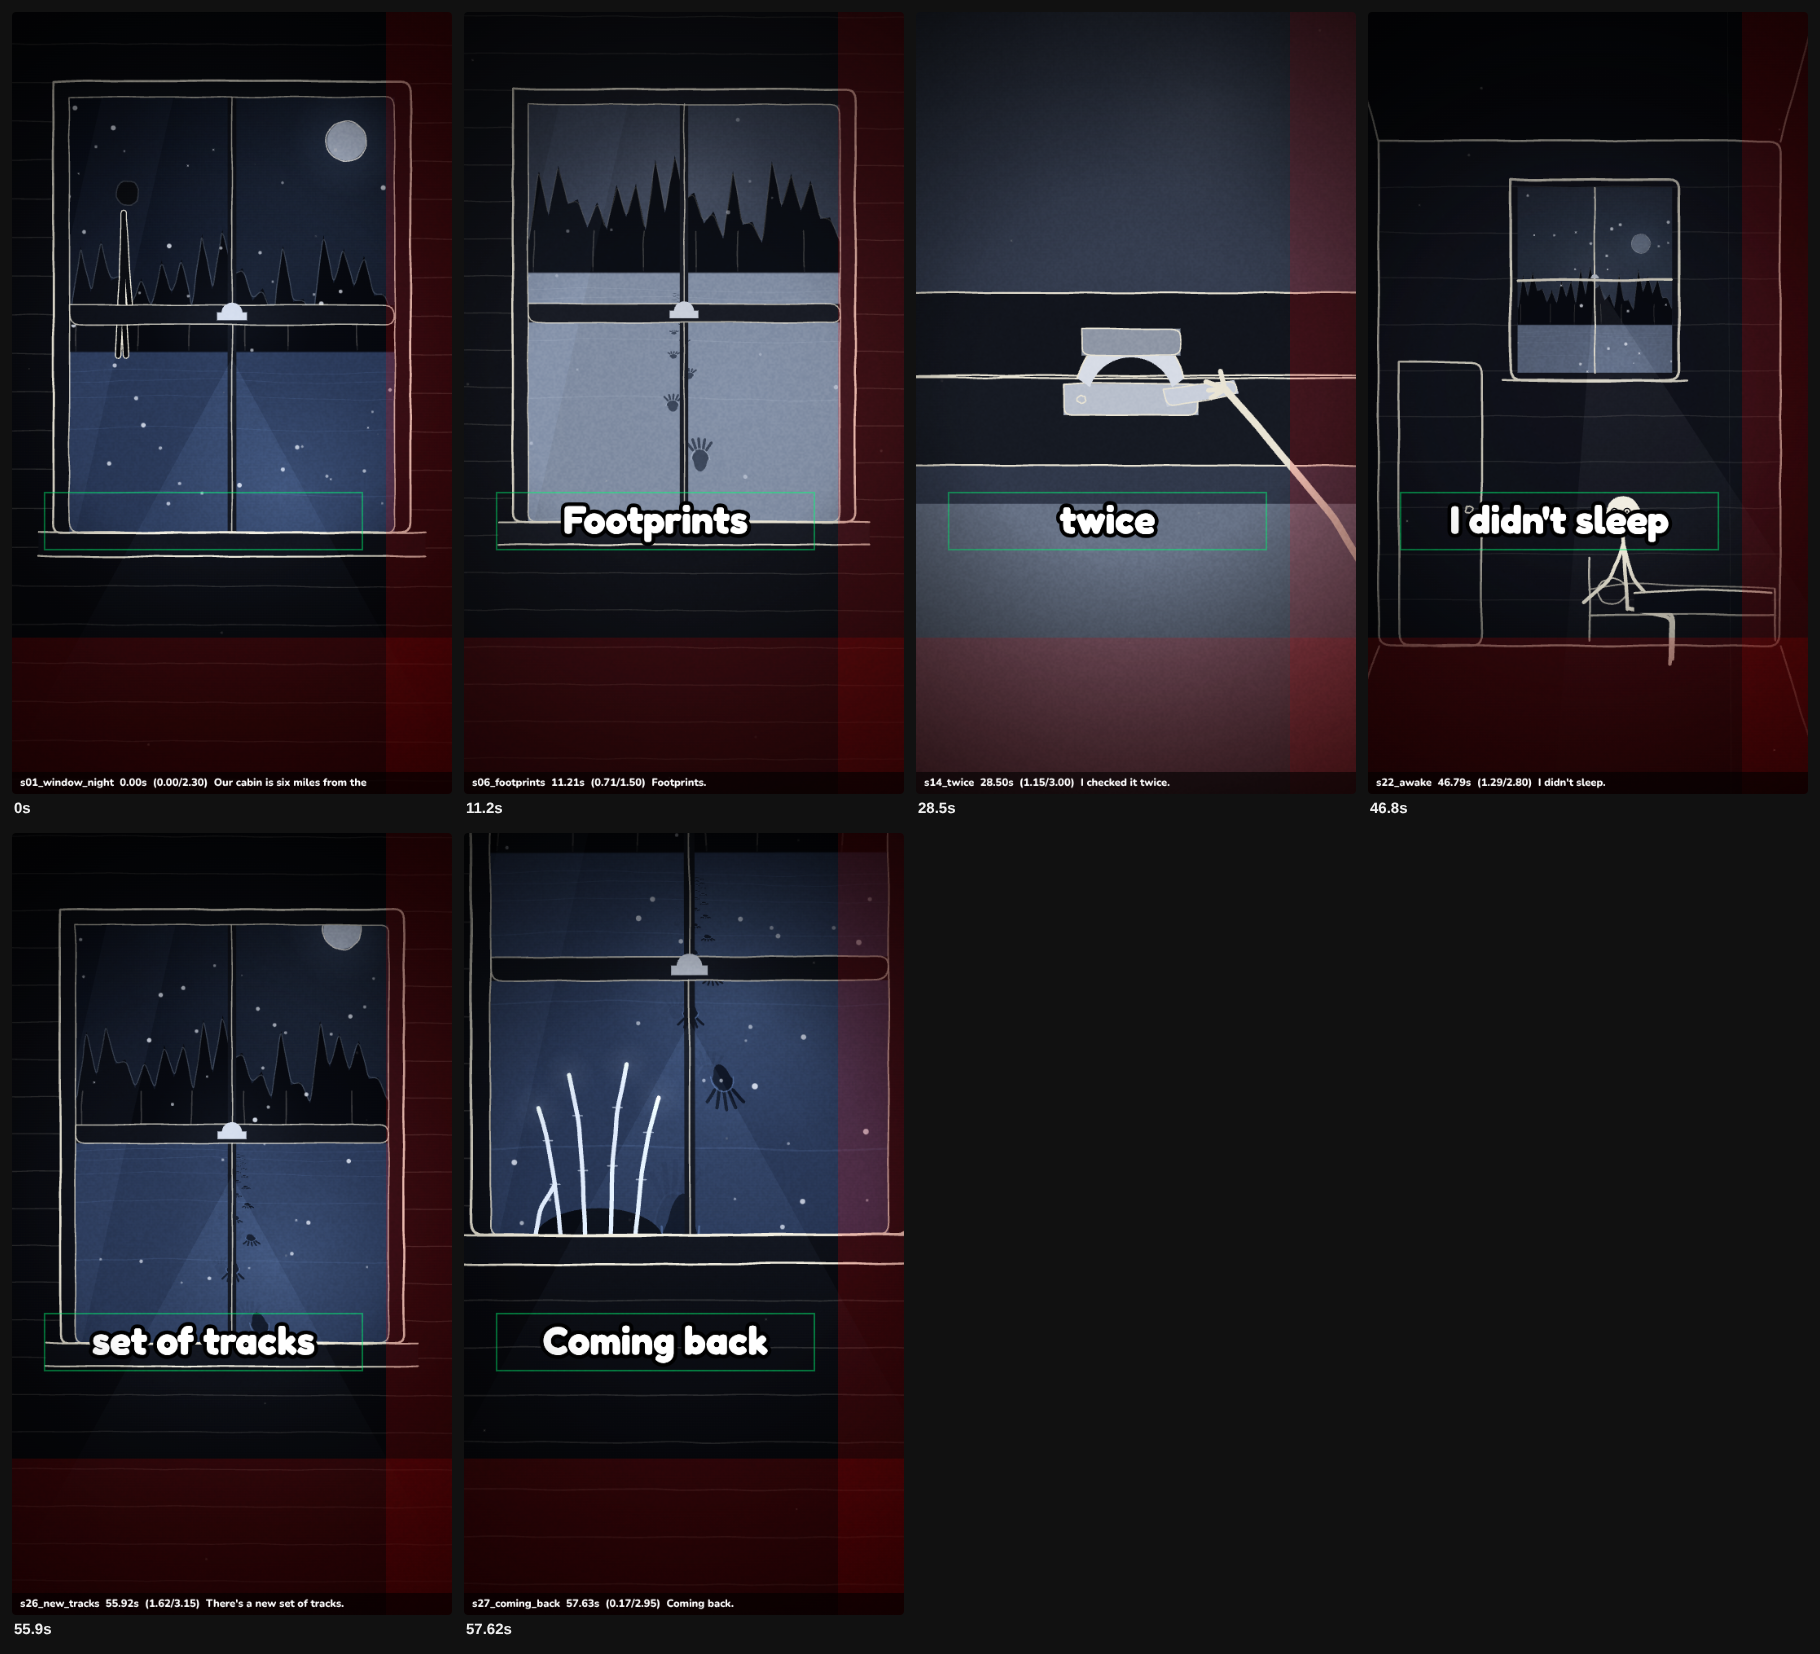 s01_window_night 0.00s (0.00/2.30) Our cabin is six miles from the
0s
Footprints
s06_footprints 11.21s (0.71/1.50) Footprints.
11.2s
twice
s14_twice 28.50s (1.15/3.00) I checked it twice.
28.5s
I didn't sleep
s22_awake 46.79s (1.29/2.80) I didn't sleep.
46.8s
set of tracks
s26_new_tracks 55.92s (1.62/3.15) There's a new set of tracks.
55.9s
Coming back
s27_coming_back 57.63s (0.17/2.95) Coming back.
57.62s